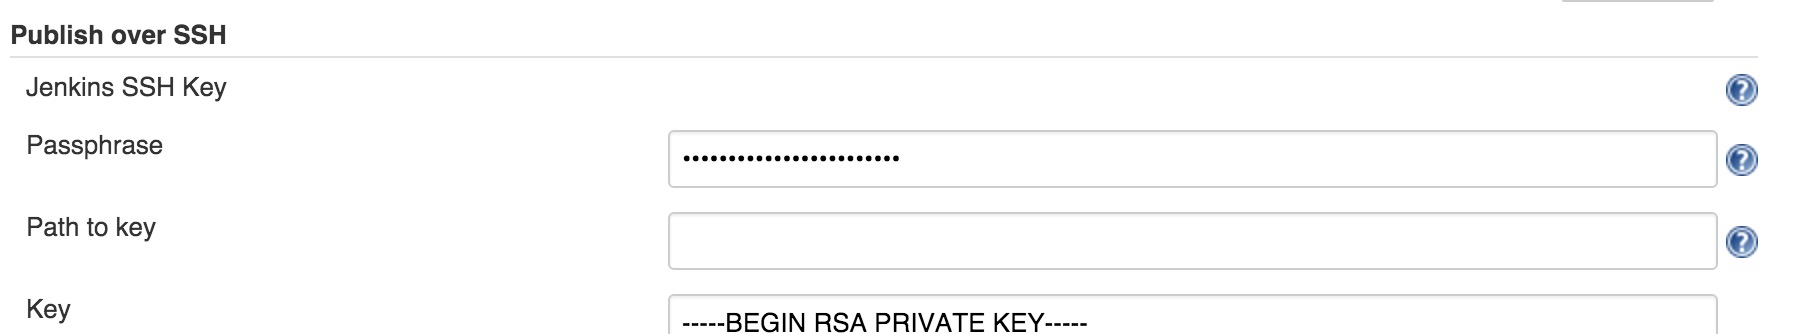 Publish over SSH
Jenkins SSH Key
Passphrase
••••••••••••••••••••••••
Path to key
Key
-----BEGIN RSA PRIVATE KEY-----